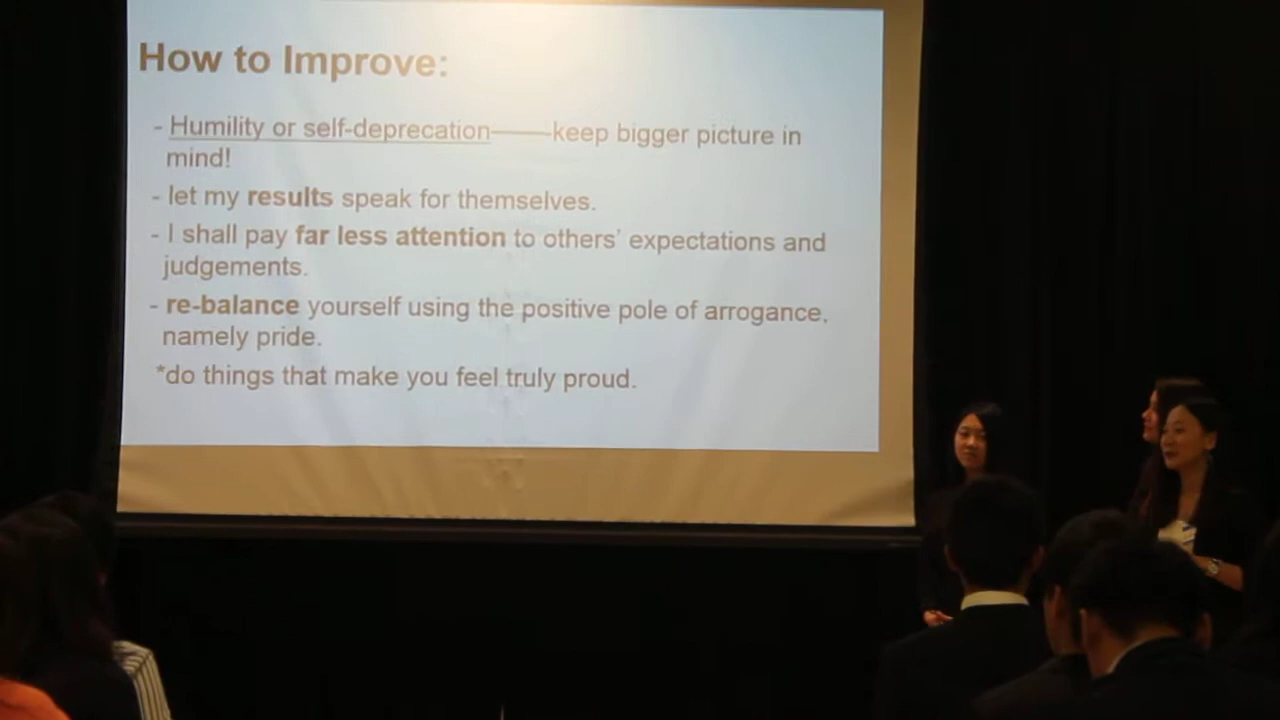 How to Improve:
- Humility or self-deprecation——keep bigger picture in
mind!
- let my results speak for themselves.
- I shall pay far less attention to others' expectations and
judgements.
- re-balance yourself using the positive pole of arrogance,
namely pride.
*do things that make you feel truly proud.